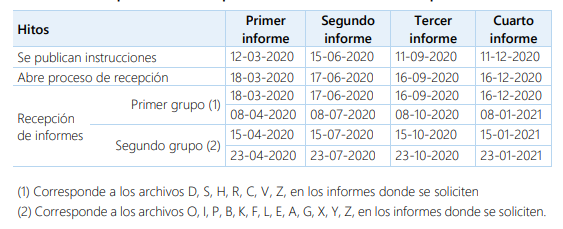 Hitos Primer informe Segundo informe Tercer informe Cuarto informe
Se publican instrucciones 12-03-2020 15-06-2020 11-09-2020 11-12-2020
Abre proceso de recepción 18-03-2020 17-06-2020 16-09-2020 16-12-2020
Recepción de informes Primer grupo (1) 18-03-2020 17-06-2020 16-09-2020 16-12-2020
08-04-2020 08-07-2020 08-10-2020 08-01-2021
Segundo grupo (2) 15-04-2020 15-07-2020 15-10-2020 15-01-2021
23-04-2020 23-07-2020 23-10-2020 23-01-2021
(1) Corresponde a los archivos D, S, H, R, C, V, Z, en los informes donde se soliciten
(2) Corresponde a los archivos O, I, P, B, K, F, L, E, A, G, X, Y, Z, en los informes donde se soliciten.